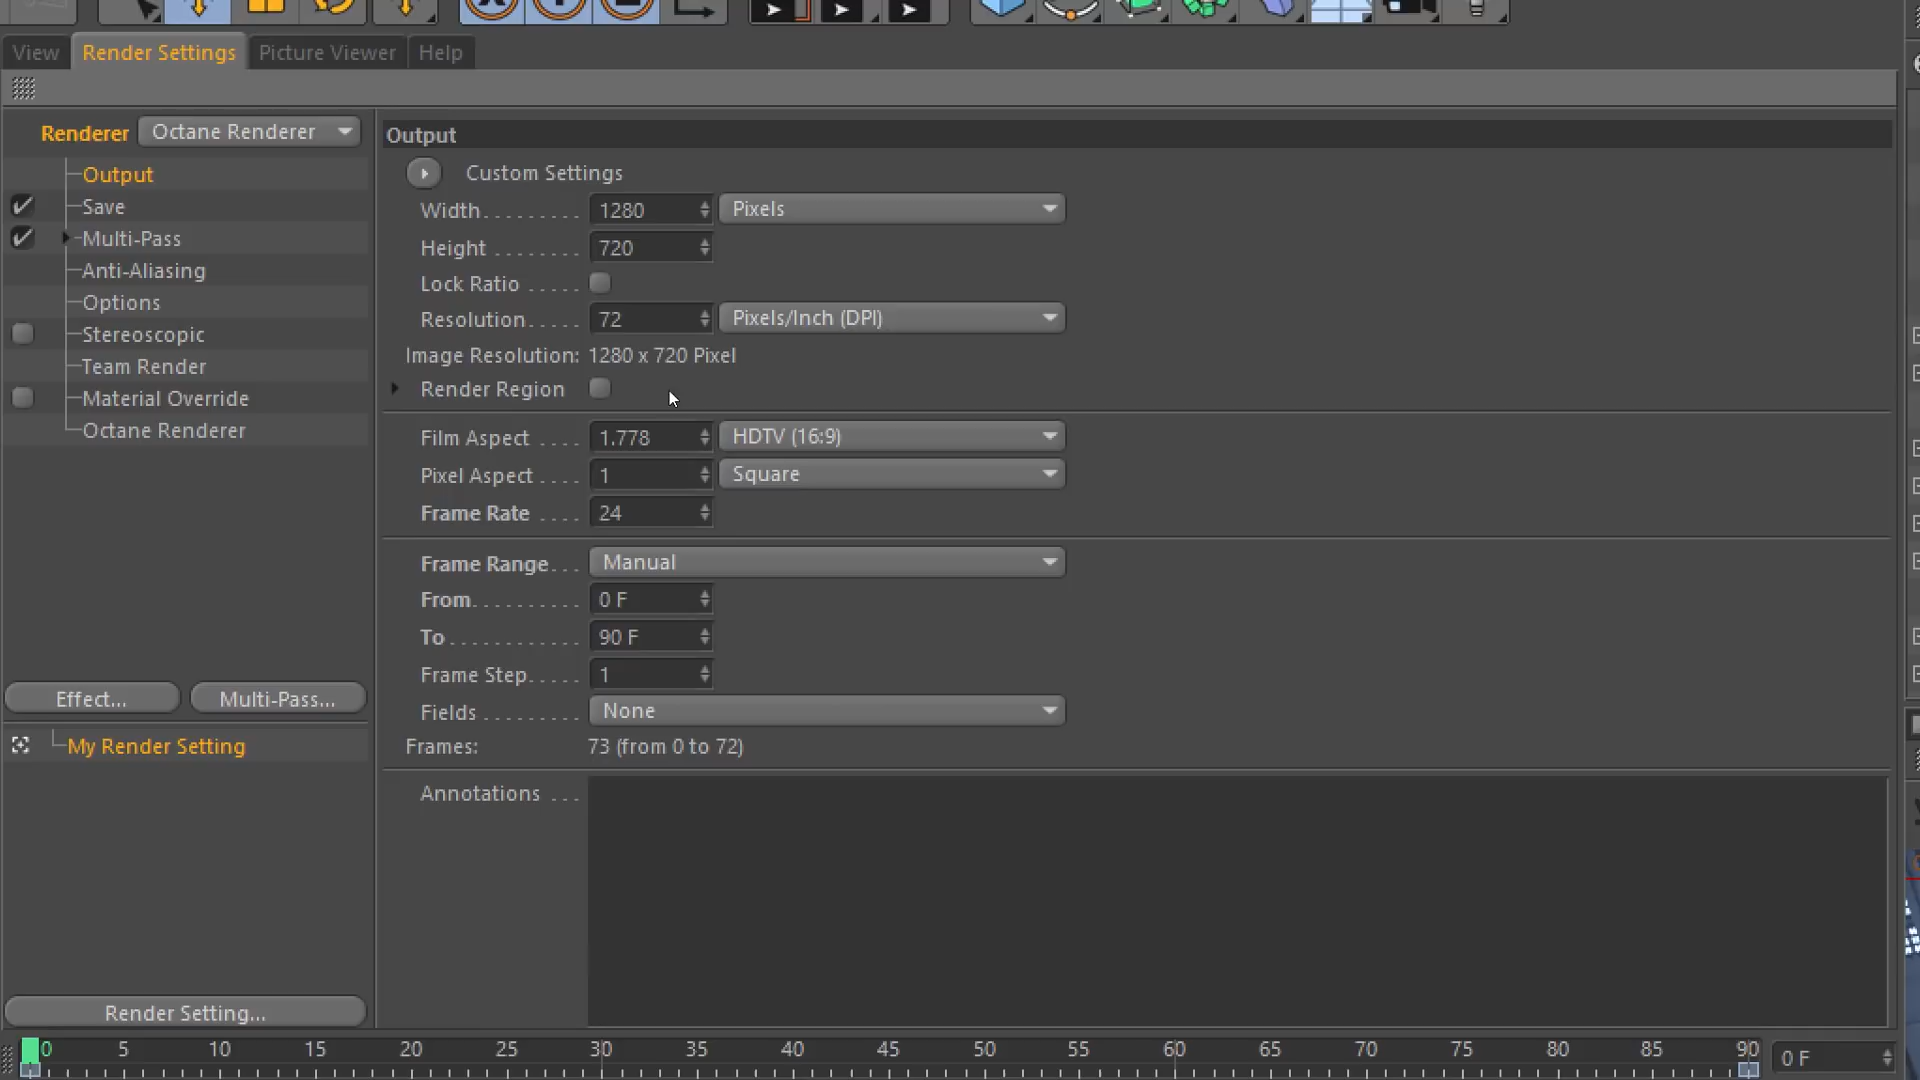 View Render Settings Picture Viewer Help
Renderer Octane Renderer
Output
Save
Multi-Pass
Anti-Aliasing
Options
Stereoscopic
Team Render
Material Override
Octane Renderer
Effect... Multi-Pass...
My Render Setting
Render Setting...
Output
Custom Settings
Width.......... 1280 Pixels
Height ........ 720
Lock Ratio .....
Resolution..... 72 Pixels/Inch (DPI)
Image Resolution: 1280 x 720 Pixel
Render Region
Film Aspect .... 1.778 HDTV (16:9)
Pixel Aspect .... 1 Square
Frame Rate .... 24
Frame Range... Manual
From.......... 0 F
To............ 90 F
Frame Step..... 1
Fields ......... None
Frames: 73 (from 0 to 72)
Annotations ...
0 5 10 15 20 25 30 35 40 45 50 55 60 65 70 75 80 85 90 0 F